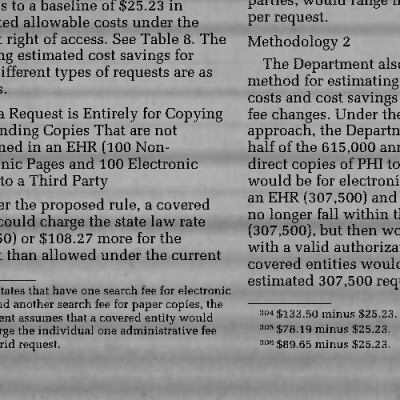 s to a baseline of $25.23 in
ted allowable costs under the
t right of access. See Table 8. The
ng estimated cost savings for
ifferent types of requests are as
s.
a Request is Entirely for Copying
nding Copies That are not
ned in an EHR (100 Non-
nic Pages and 100 Electronic
to a Third Party
er the proposed rule, a covered
could charge the state law rate
50) or $108.27 more for the
t than allowed under the current
tates that have one search fee for electronic
nd another search fee for paper copies, the
ent assumes that a covered entity would
rge the individual one administrative fee
rid request.
parties, would range
per request.
Methodology 2
The Department also
method for estimating
costs and cost savings
fee changes. Under the
approach, the Departm
half of the 615,000 ann
direct copies of PHI to
would be for electroni
an EHR (307,500) and
no longer fall within th
(307,500), but then wo
with a valid authoriza
covered entities would
estimated 307,500 requ
304 $133.50 minus $25.23.
305 $78.19 minus $25.23.
306 $89.65 minus $25.23.